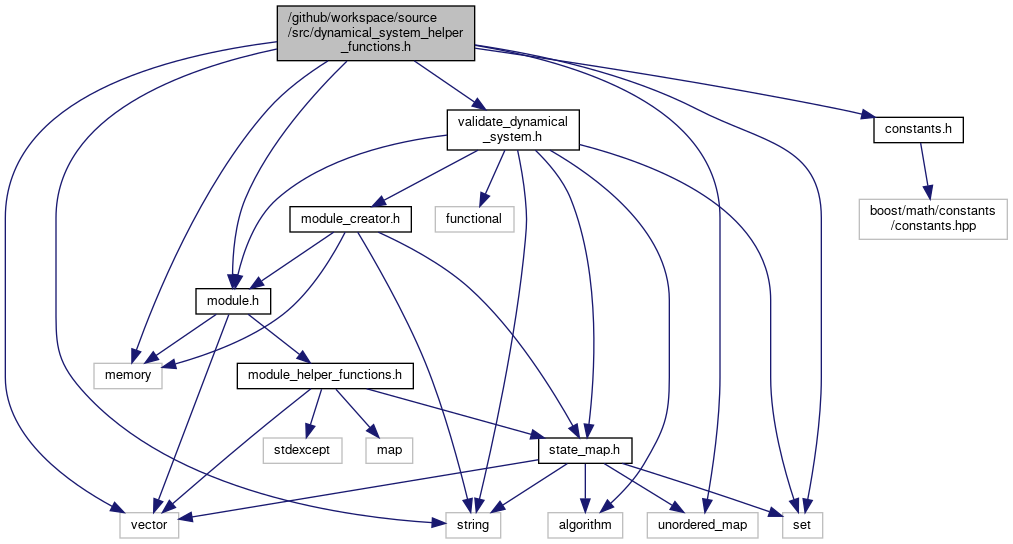 /github/workspace/source
/src/dynamical_system_helper
_functions.h
validate_dynamical
_system.h
constants.h
module_creator.h
functional
boost/math/constants
/constants.hpp
module.h
memory
module_helper_functions.h
stdexcept
map
state_map.h
vector
string
algorithm
unordered_map
set